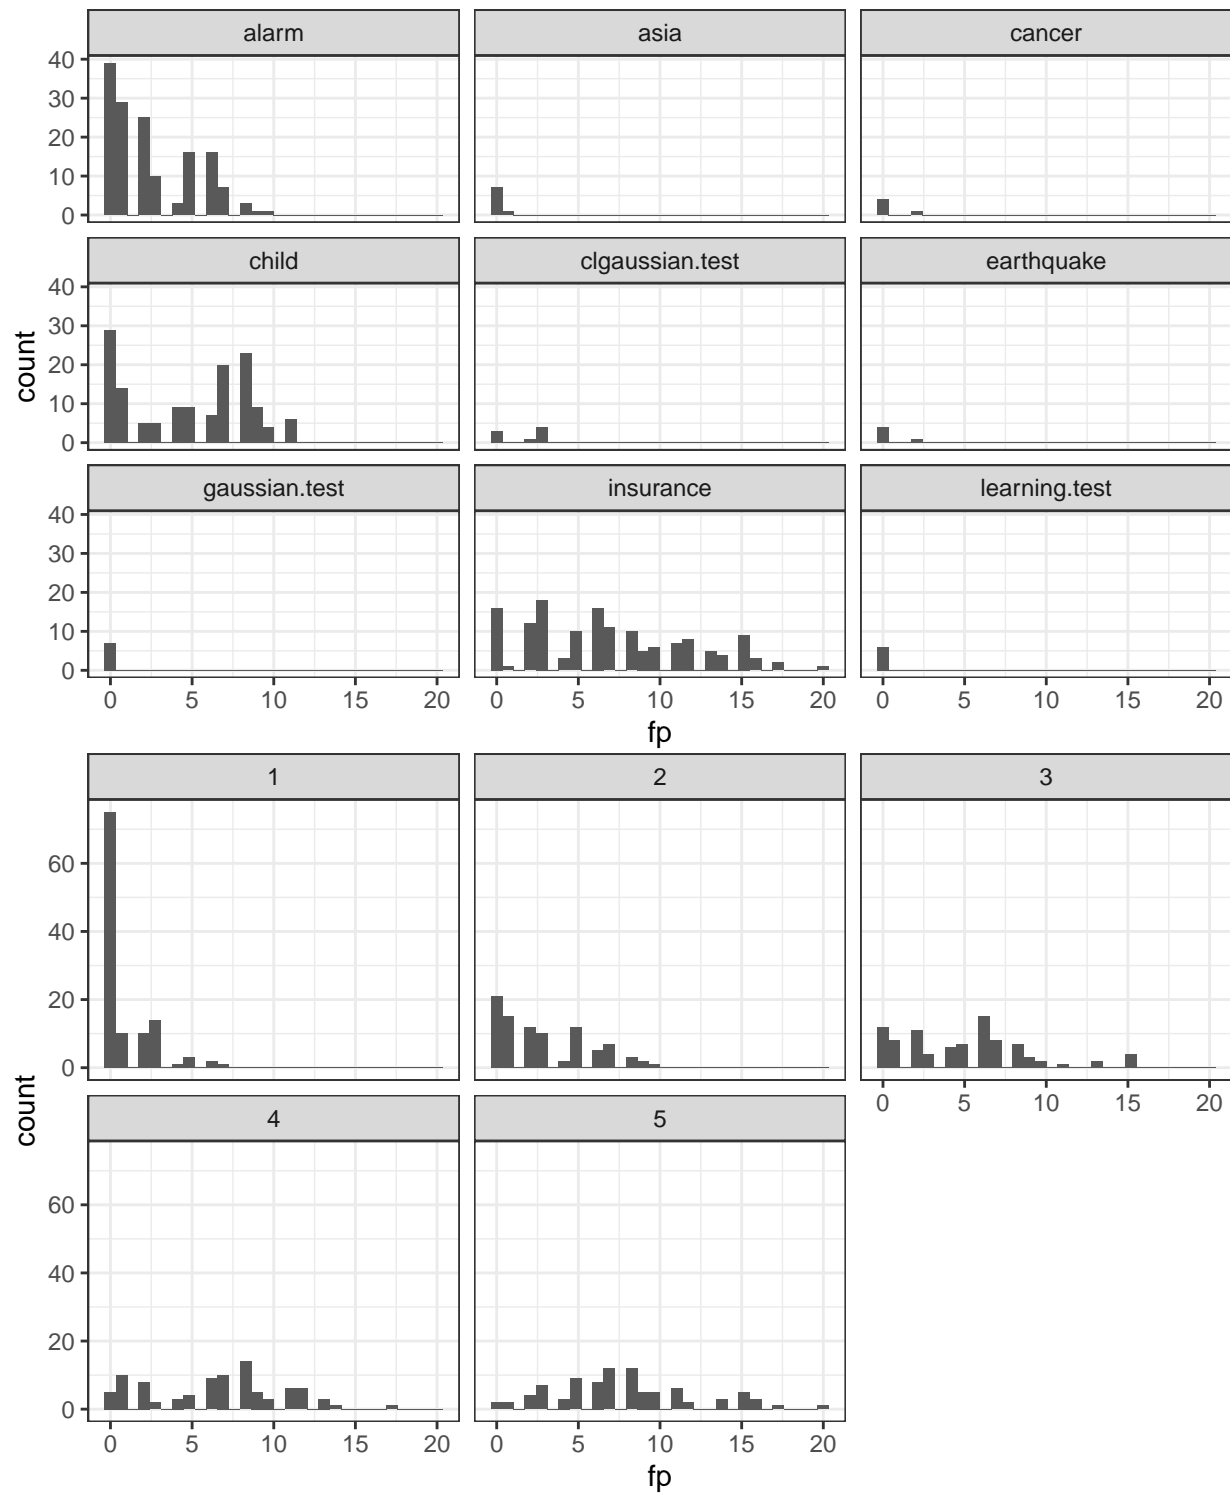 alarm asia cancer
40
30
20
10
0
child clgaussian.test earthquake
40
30
20
10
0
count
gaussian.test insurance learning.test
40
30
20
10
0
0 5 10 15 20 0 5 10 15 20 0 5 10 15 20
fp
1 2 3
60
40
20
0
0 5 10 15 20
count
4 5
60
40
20
0
0 5 10 15 20 0 5 10 15 20
fp